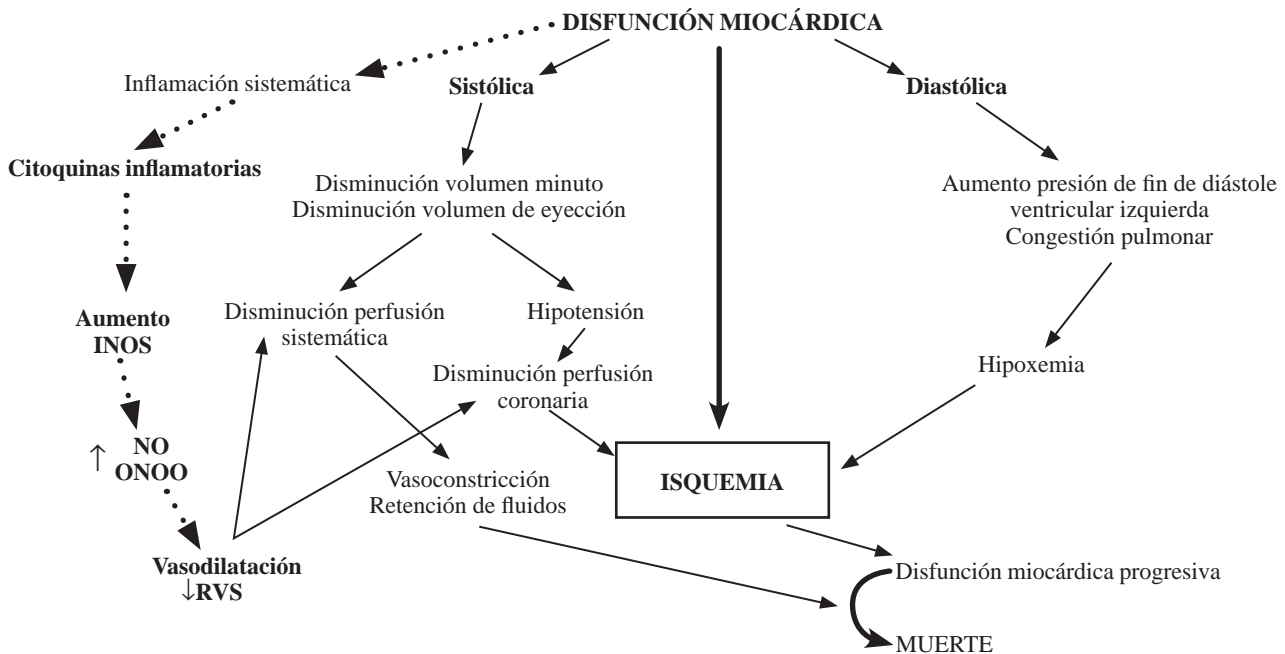 DISFUNCIÓN MIOCÁRDICA
Inflamación sistemática
Sistólica
Diastólica
Citoquinas inflamatorias
Disminución volumen minuto
Disminución volumen de eyección
Aumento presión de fin de diástole
ventricular izquierda
Congestión pulmonar
Aumento
INOS
Disminución perfusión
sistemática
Hipotensión
Disminución perfusión
coronaria
Hipoxemia
↑ NO
ONOO
Vasoconstricción
Retención de fluidos
ISQUEMIA
Vasodilatación
↓RVS
Disfunción miocárdica progresiva
MUERTE